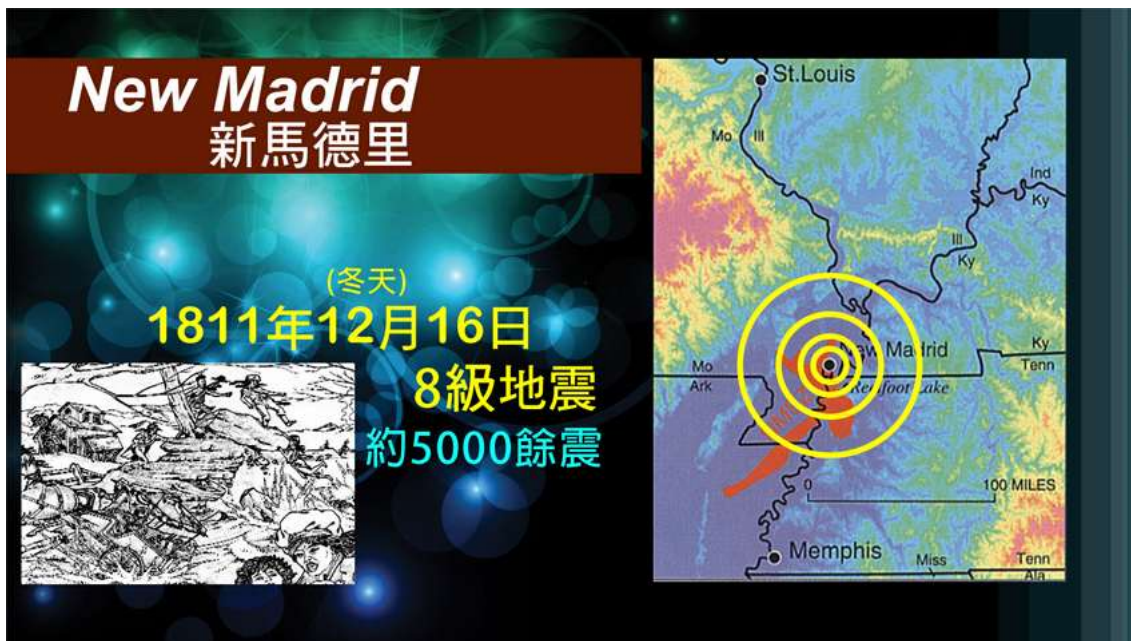 New Madrid
新馬德里
(冬天)
1811年12月16日
8級地震
約5000餘震
St.Louis
Mo Ill
Ind
Ky
Ill
Ky
New Madrid
Mo
Ark
Ky
Tenn
Reelfoot Lake
0 100 MILES
Memphis
Miss
Tenn
Ala